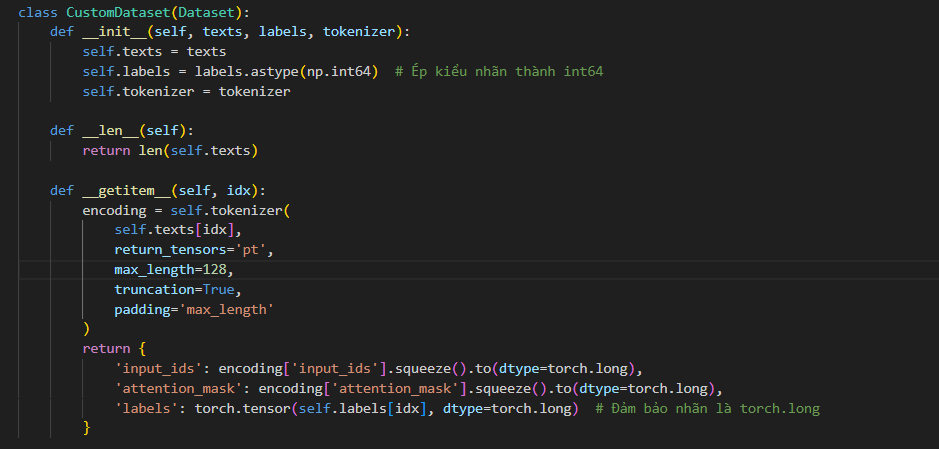 class CustomDataset(Dataset):
    def __init__(self, texts, labels, tokenizer):
        self.texts = texts
        self.labels = labels.astype(np.int64)  # Ép kiểu nhãn thành int64
        self.tokenizer = tokenizer

    def __len__(self):
        return len(self.texts)

    def __getitem__(self, idx):
        encoding = self.tokenizer(
            self.texts[idx],
            return_tensors='pt',
            max_length=128,
            truncation=True,
            padding='max_length'
        )
        return {
            'input_ids': encoding['input_ids'].squeeze().to(dtype=torch.long),
            'attention_mask': encoding['attention_mask'].squeeze().to(dtype=torch.long),
            'labels': torch.tensor(self.labels[idx], dtype=torch.long)  # Đảm bảo nhãn là torch.long
        }